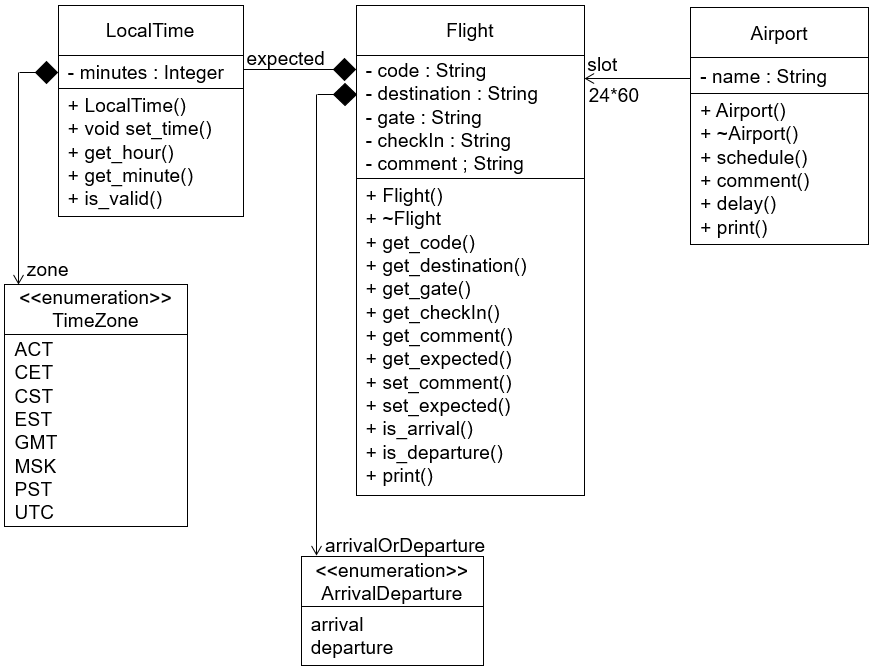 LocalTime
- minutes : Integer
+ LocalTime()
+ void set_time()
+ get_hour()
+ get_minute()
+ is_valid()
expected
Flight
- code : String
- destination : String
- gate : String
- checkIn : String
- comment ; String
+ Flight()
+ ~Flight
+ get_code()
+ get_destination()
+ get_gate()
+ get_checkIn()
+ get_comment()
+ get_expected()
+ set_comment()
+ set_expected()
+ is_arrival()
+ is_departure()
+ print()
slot
24*60
Airport
- name : String
+ Airport()
+ ~Airport()
+ schedule()
+ comment()
+ delay()
+ print()
zone
<<enumeration>>
TimeZone
ACT
CET
CST
EST
GMT
MSK
PST
UTC
arrivalOrDeparture
<<enumeration>>
ArrivalDeparture
arrival
departure